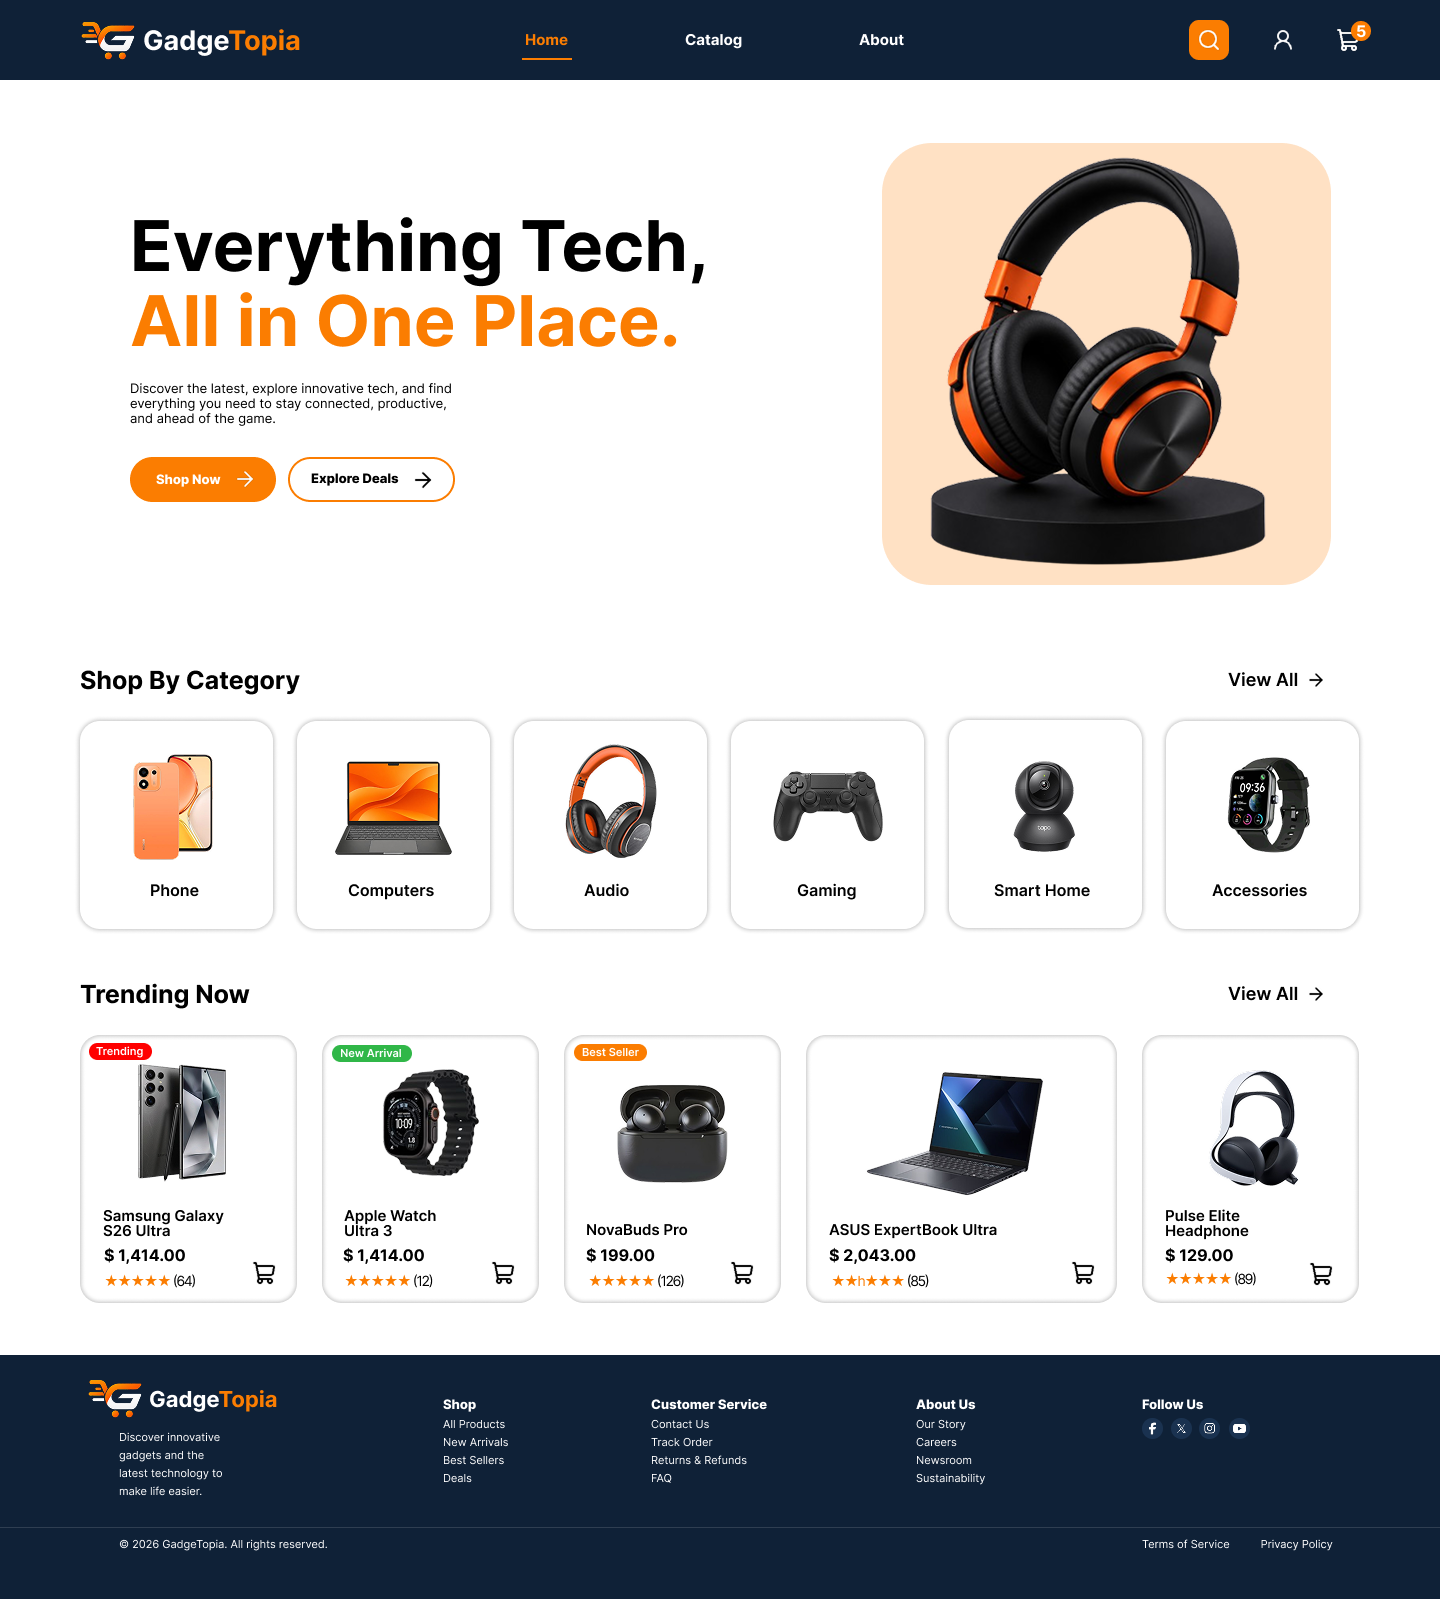 GadgeTopia
Home
Catalog
About
5
Everything Tech,
All in One Place.
Discover the latest, explore innovative tech, and find
everything you need to stay connected, productive,
and ahead of the game.
Shop Now
Explore Deals
Shop By Category
View All
tapo
09:36
Phone
Computers
Audio
Gaming
Smart Home
Accessories
Trending Now
View All
Trending
New Arrival
Best Seller
10:09
1.8
Samsung Galaxy
S26 Ultra
$ 1,414.00
★★★★★ (64)
Apple Watch
Ultra 3
$ 1,414.00
★★★★★ (12)
NovaBuds Pro
$ 199.00
★★★★★ (126)
ASUS ExpertBook Ultra
$ 2,043.00
★★h★★★ (85)
Pulse Elite
Headphone
$ 129.00
★★★★★ (89)
GadgeTopia
Discover innovative
gadgets and the
latest technology to
make life easier.
Shop
All Products
New Arrivals
Best Sellers
Deals
Customer Service
Contact Us
Track Order
Returns & Refunds
FAQ
About Us
Our Story
Careers
Newsroom
Sustainability
Follow Us
© 2026 GadgeTopia. All rights reserved.
Terms of Service
Privacy Policy